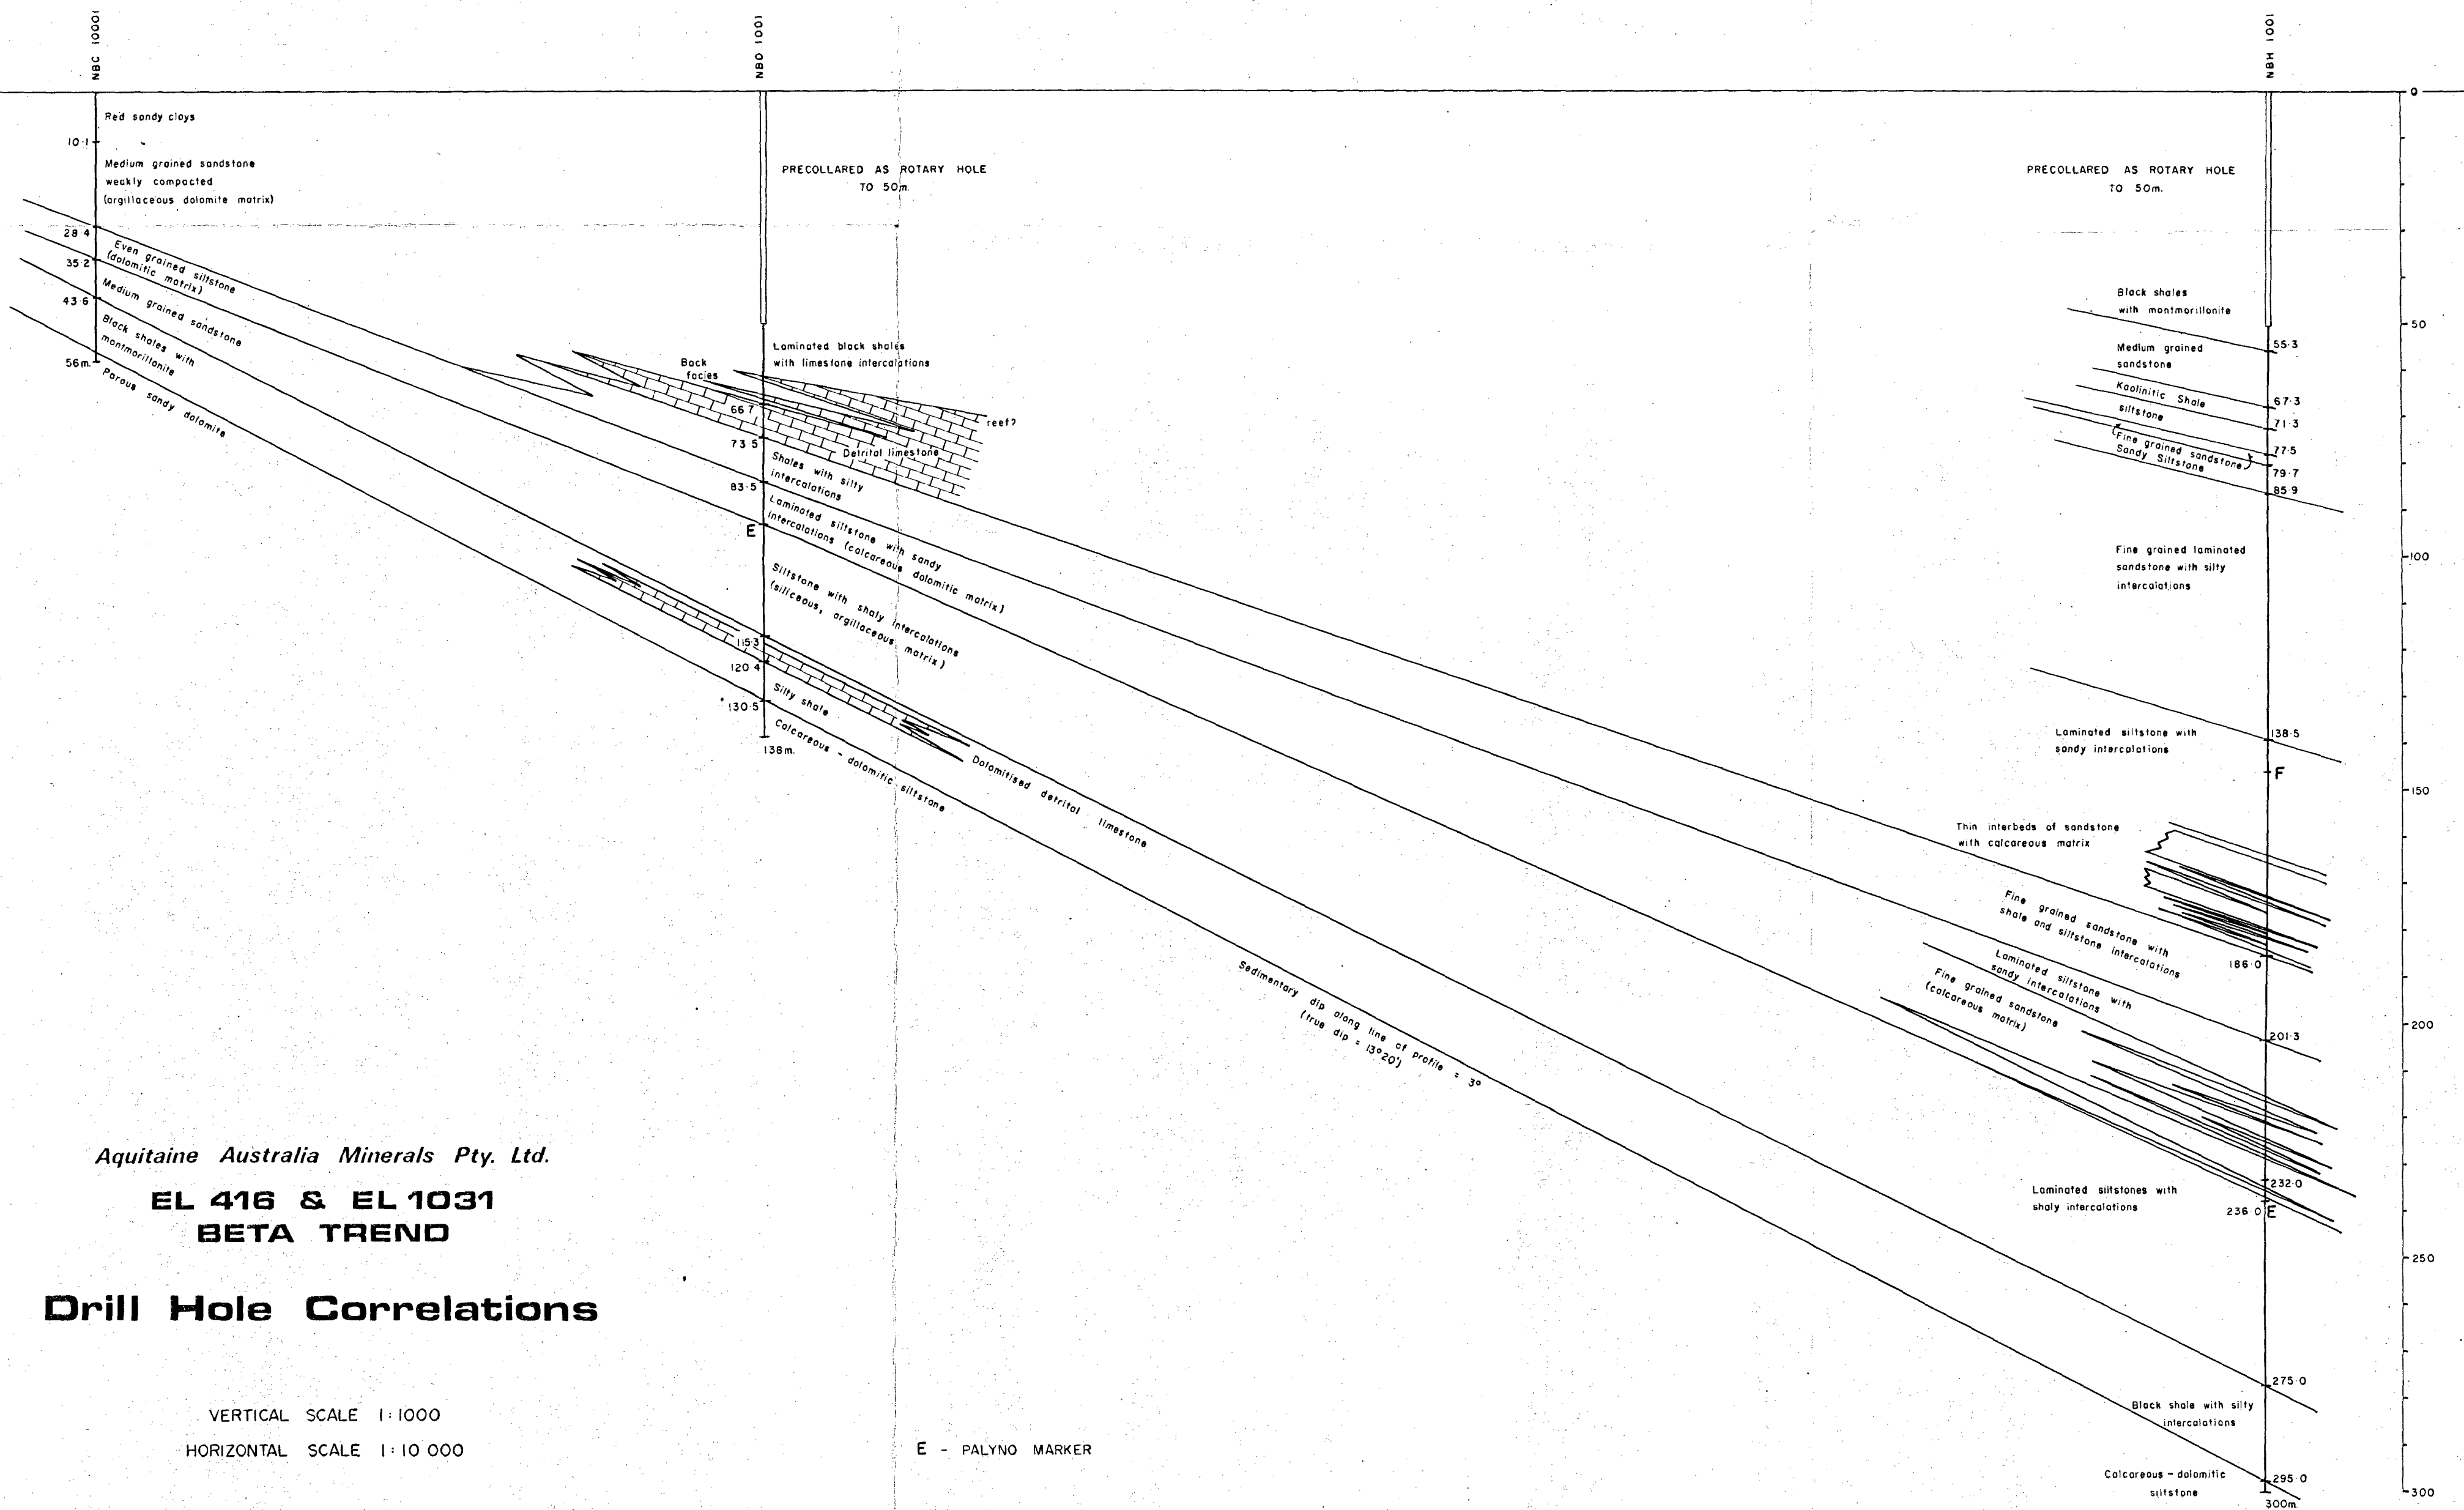 NBC 10001
NBD 1001
NBH 1001
Red sandy clays
10·1
Medium grained sandstone
weakly compacted
(argillaceous dolomite matrix)
28·4
Even grained siltstone
(dolomitic matrix)
35·2
Medium grained sandstone
43·6
Black shales with
montmorillonite
56m.
Porous sandy dolomite
PRECOLLARED AS ROTARY HOLE
TO 50m.
Laminated black shales
with limestone intercalations
Back
facies
66·7
reef?
73·5
Detrital limestone
Shales with silty
intercalations
83·5
Laminated siltstone with sandy
intercalations (calcareous dolomitic matrix)
E
Siltstone with shaly intercalations
(siliceous, argillaceous matrix)
115·3
120·4
Silty shale
130·5
138m.
Calcareous - dolomitic siltstone
Dolomitised detrital limestone
Sedimentary dip along line of profile = 3°
(true dip = 13°20')
PRECOLLARED AS ROTARY HOLE
TO 50m.
Black shales
with montmorillonite
55·3
Medium grained
sandstone
67·3
Kaolinitic Shale
71·3
siltstone
77·5
(Fine grained sandstone)
79·7
Sandy Siltstone
85·9
Fine grained laminated
sandstone with silty
intercalations
138·5
Laminated siltstone with
sandy intercalations
F
Thin interbeds of sandstone
with calcareous matrix
Fine grained sandstone with
shale and siltstone intercalations
186·0
Laminated siltstone with
sandy intercalations
201·3
Fine grained sandstone
(calcareous matrix)
232·0
236·0
E
Laminated siltstones with
shaly intercalations
275·0
Black shale with silty
intercalations
295·0
Calcareous - dolomitic
siltstone
300m.
0
50
100
150
200
250
300
Aquitaine Australia Minerals Pty. Ltd.
EL 416 & EL 1031
BETA TREND
Drill Hole Correlations
VERTICAL SCALE 1:1000
HORIZONTAL SCALE 1:10 000
E - PALYNO MARKER